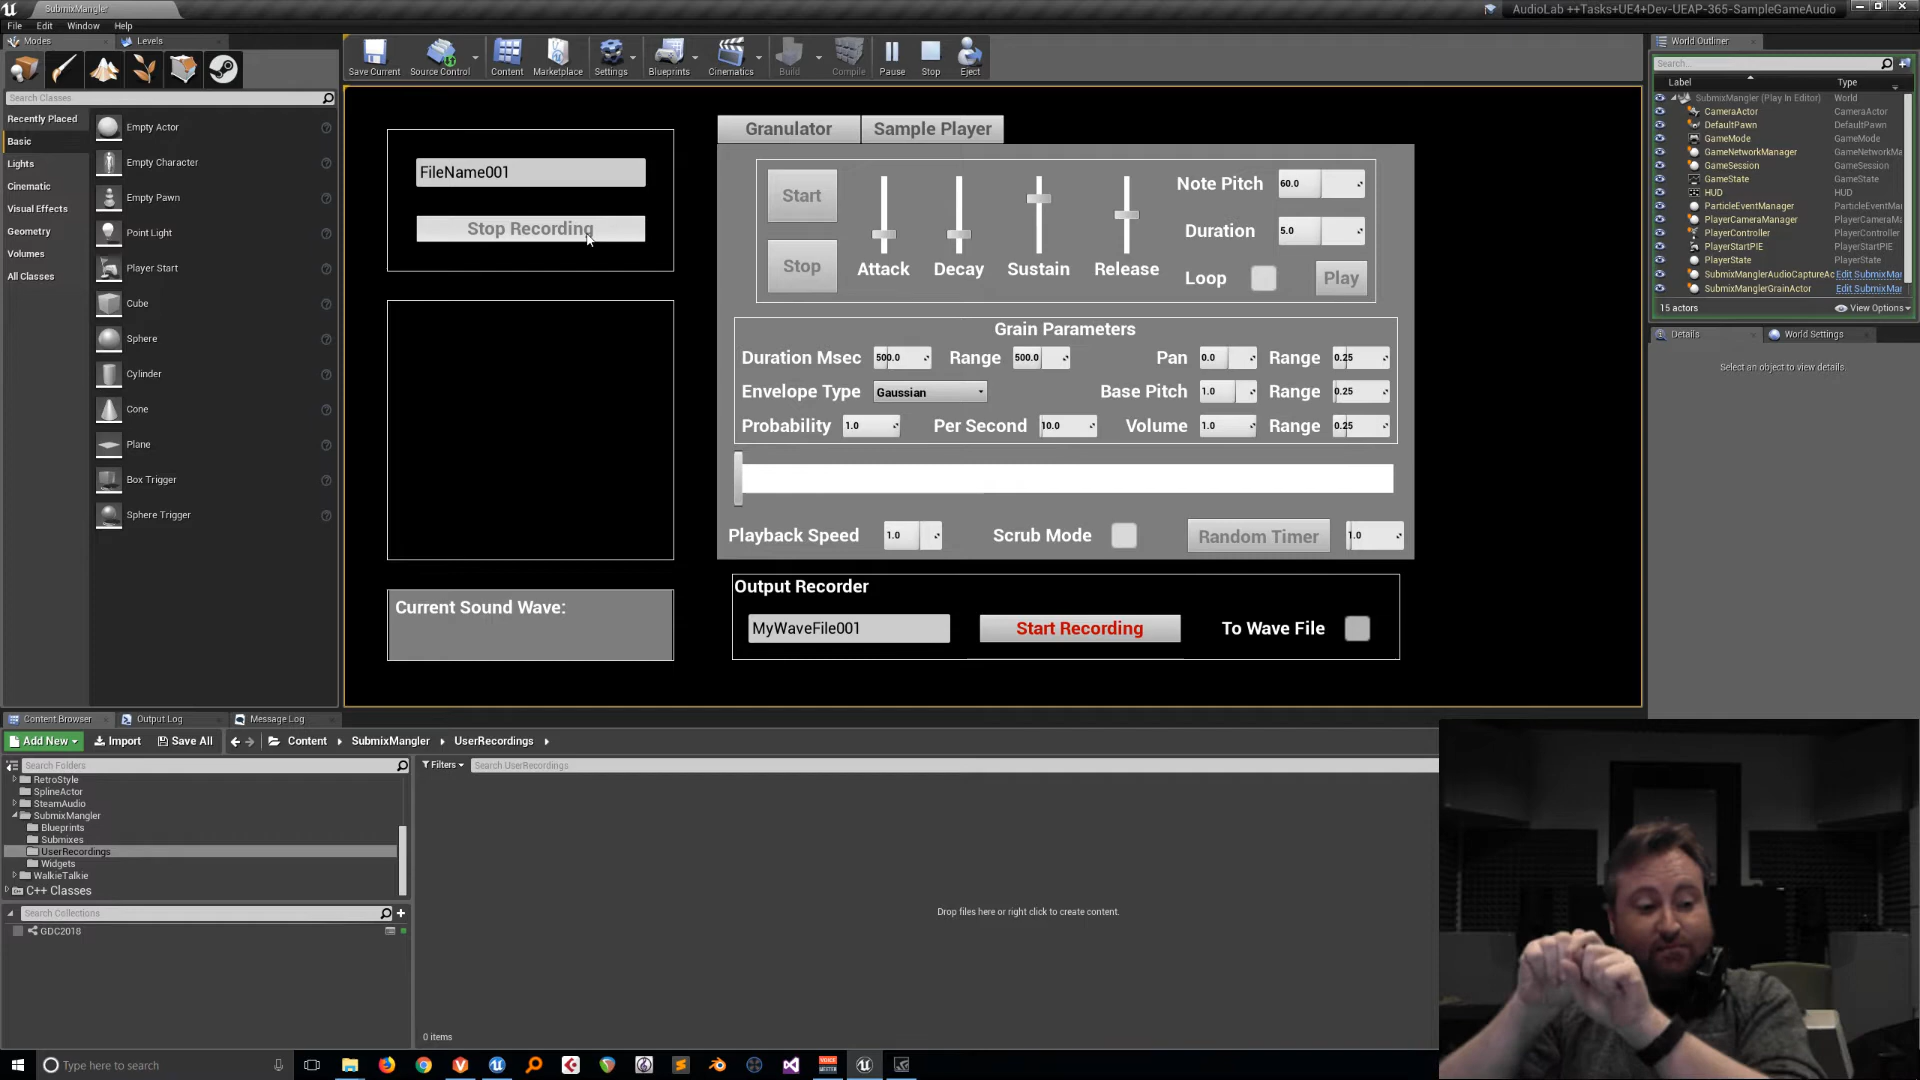 SubmixMangler
AudioLab ++Tasks+UE4+Dev-UEAP-365-SampleGameAudio
File Edit Window Help
Modes
Levels
Search Classes
Recently Placed
Basic
Lights
Cinematic
Visual Effects
Geometry
Volumes
All Classes
Empty Actor
Empty Character
Empty Pawn
Point Light
Player Start
Cube
Sphere
Cylinder
Cone
Plane
Box Trigger
Sphere Trigger
Save Current
Source Control
Content
Marketplace
Settings
Blueprints
Cinematics
Build
Compile
Pause
Stop
Eject
FileName001
Stop Recording
Current Sound Wave:
Granulator
Sample Player
Start
Stop
Attack
Decay
Sustain
Release
Note Pitch 60.0
Duration 5.0
Loop
Play
Grain Parameters
Duration Msec 500.0 Range 500.0 Pan 0.0 Range 0.25
Envelope Type Gaussian Base Pitch 1.0 Range 0.25
Probability 1.0 Per Second 10.0 Volume 1.0 Range 0.25
Playback Speed 1.0 Scrub Mode Random Timer 1.0
Output Recorder
MyWaveFile001 Start Recording To Wave File
World Outliner
Search...
Label Type
SubmixMangler (Play In Editor) World
CameraActor CameraActor
DefaultPawn DefaultPawn
GameMode GameMode
GameNetworkManager GameNetworkMa
GameSession GameSession
GameState GameState
HUD HUD
ParticleEventManager ParticleEventMar
PlayerCameraManager PlayerCameraMa
PlayerController PlayerController
PlayerStartPIE PlayerStartPIE
PlayerState PlayerState
SubmixManglerAudioCaptureAc Edit SubmixMar
SubmixManglerGrainActor Edit SubmixMar
15 actors
View Options
Details
World Settings
Select an object to view details.
Content Browser
Output Log
Message Log
Add New
Import
Save All
Content
SubmixMangler
UserRecordings
Search Folders
RetroStyle
SplineActor
SteamAudio
SubmixMangler
Blueprints
Submixes
UserRecordings
Widgets
WalkieTalkie
C++ Classes
Search Collections
GDC2018
Filters
Search UserRecordings
Drop files here or right click to create content.
0 items
Type here to search